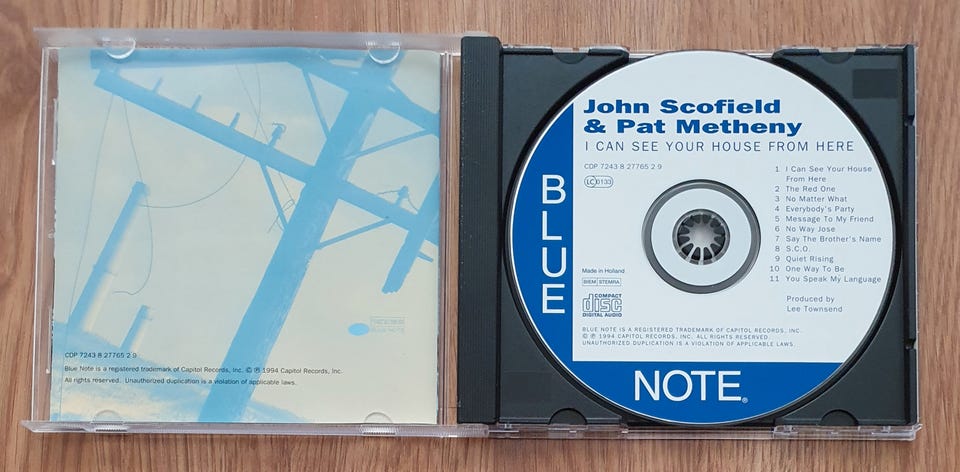 CDP 7243 8 27765 2 9
Blue Note is a registered trademark of Capitol Records, Inc. © ℗ 1994 Capitol Records, Inc.
All rights reserved. Unauthorized duplication is a violation of applicable laws.
John Scofield
& Pat Metheny
I CAN SEE YOUR HOUSE FROM HERE
CDP 7243 8 27765 2 9
LC 0133
1 I Can See Your House
From Here
2 The Red One
3 No Matter What
4 Everybody's Party
5 Message To My Friend
6 No Way Jose
7 Say The Brother's Name
8 S.C.O.
9 Quiet Rising
10 One Way To Be
11 You Speak My Language
Produced by
Lee Townsend
BLUE
Made in Holland
BIEM STEMRA
COMPACT
disc
DIGITAL AUDIO
BLUE NOTE IS A REGISTERED TRADEMARK OF CAPITOL RECORDS, INC.
© ℗ 1994 CAPITOL RECORDS, INC. ALL RIGHTS RESERVED.
UNAUTHORIZED DUPLICATION IS A VIOLATION OF APPLICABLE LAWS.
NOTE®